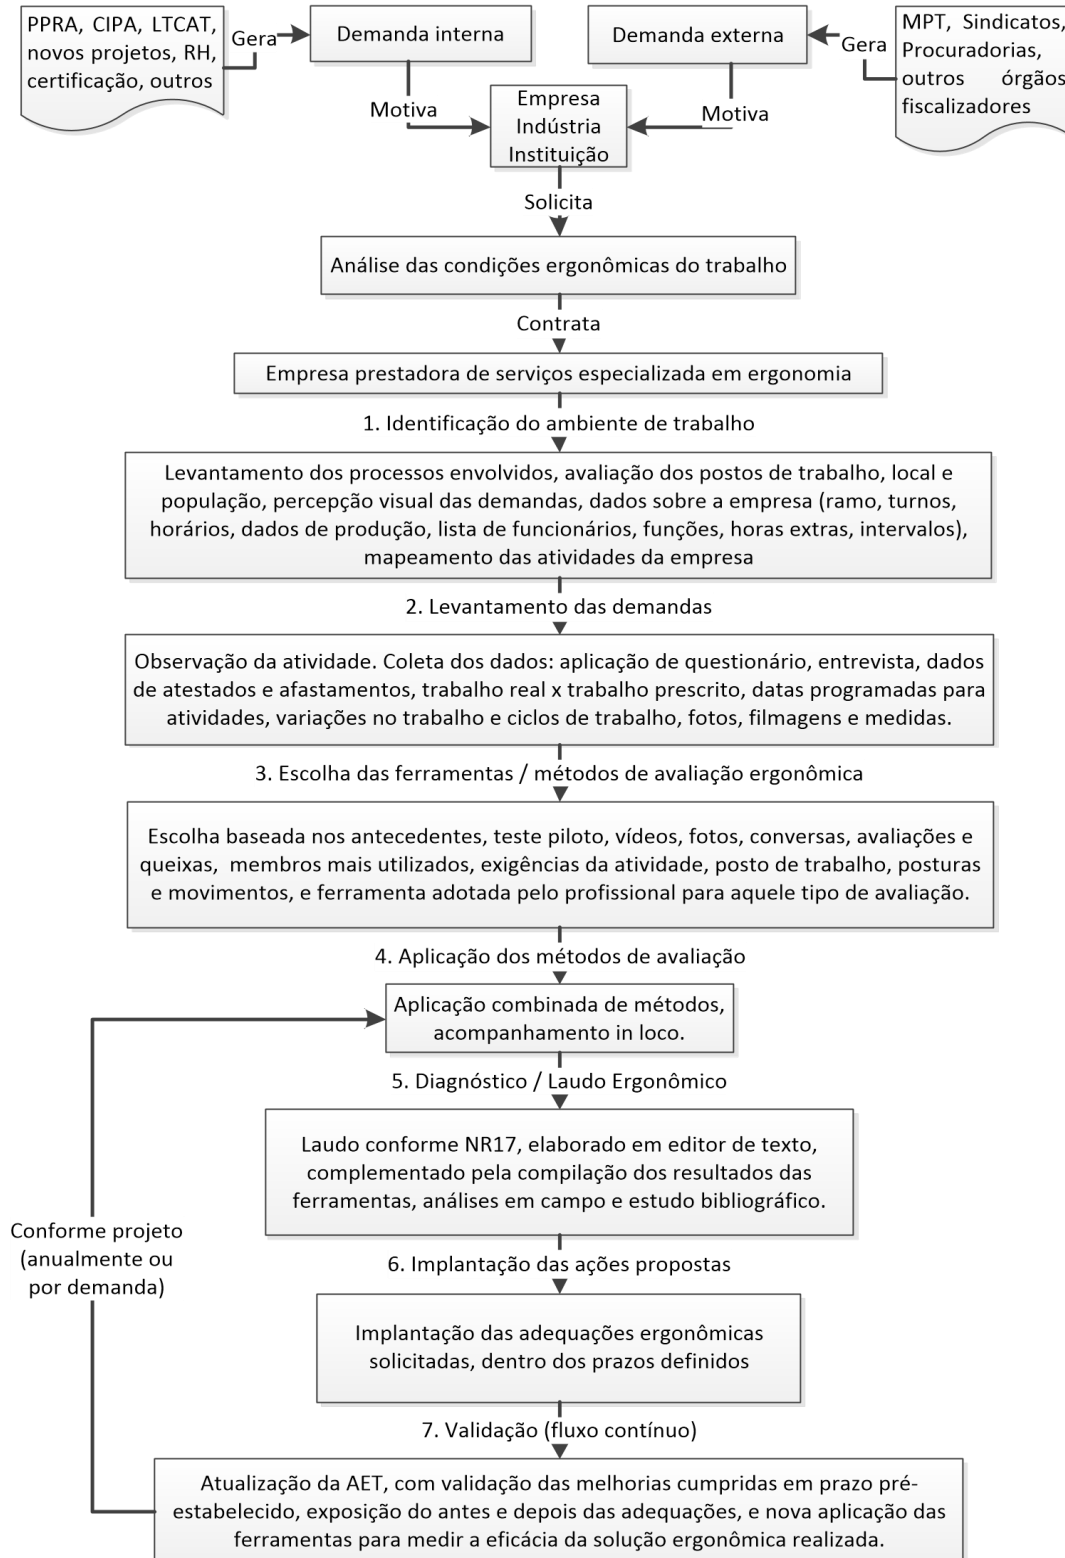 PPRA, CIPA, LTCAT,
novos projetos, RH,
certificação, outros
Gera
Demanda interna
Demanda externa
Gera
MPT, Sindicatos,
Procuradorias,
outros órgãos
fiscalizadores
Motiva
Empresa
Indústria
Instituição
Motiva
Solicita
Análise das condições ergonômicas do trabalho
Contrata
Empresa prestadora de serviços especializada em ergonomia
1. Identificação do ambiente de trabalho
Levantamento dos processos envolvidos, avaliação dos postos de trabalho, local e
população, percepção visual das demandas, dados sobre a empresa (ramo, turnos,
horários, dados de produção, lista de funcionários, funções, horas extras, intervalos),
mapeamento das atividades da empresa
2. Levantamento das demandas
Observação da atividade. Coleta dos dados: aplicação de questionário, entrevista, dados
de atestados e afastamentos, trabalho real x trabalho prescrito, datas programadas para
atividades, variações no trabalho e ciclos de trabalho, fotos, filmagens e medidas.
3. Escolha das ferramentas / métodos de avaliação ergonômica
Escolha baseada nos antecedentes, teste piloto, vídeos, fotos, conversas, avaliações e
queixas, membros mais utilizados, exigências da atividade, posto de trabalho, posturas
e movimentos, e ferramenta adotada pelo profissional para aquele tipo de avaliação.
4. Aplicação dos métodos de avaliação
Aplicação combinada de métodos,
acompanhamento in loco.
5. Diagnóstico / Laudo Ergonômico
Laudo conforme NR17, elaborado em editor de texto,
complementado pela compilação dos resultados das
ferramentas, análises em campo e estudo bibliográfico.
Conforme projeto
(anualmente ou
por demanda)
6. Implantação das ações propostas
Implantação das adequações ergonômicas
solicitadas, dentro dos prazos definidos
7. Validação (fluxo contínuo)
Atualização da AET, com validação das melhorias cumpridas em prazo pré-
estabelecido, exposição do antes e depois das adequações, e nova aplicação das
ferramentas para medir a eficácia da solução ergonômica realizada.